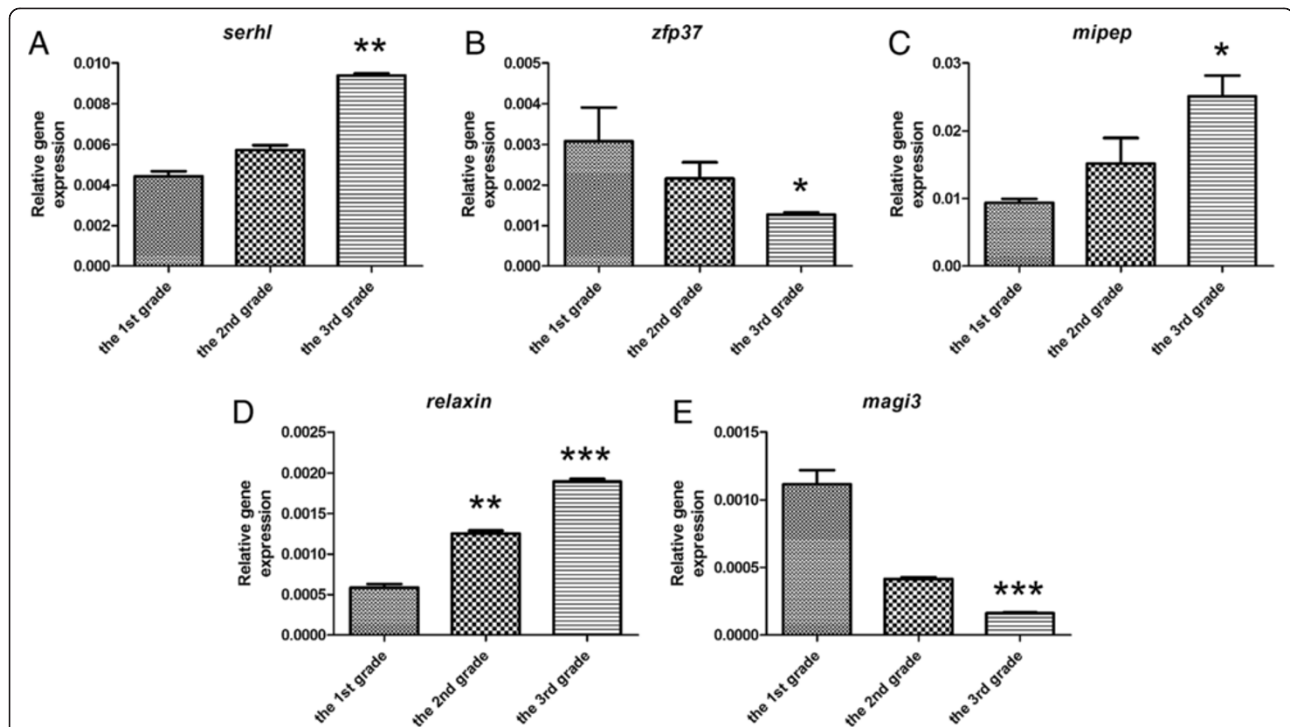 A
serhl
**
Relative gene
expression
0.010
0.008
0.006
0.004
0.002
0.000
the 1st grade
the 2nd grade
the 3rd grade
B
zfp37
*
Relative gene
expression
0.005
0.004
0.003
0.002
0.001
0.000
the 1st grade
the 2nd grade
the 3rd grade
C
mipep
*
Relative gene
expression
0.03
0.02
0.01
0.00
the 1st grade
the 2nd grade
the 3rd grade
D
relaxin
**
***
Relative gene
expression
0.0025
0.0020
0.0015
0.0010
0.0005
0.0000
the 1st grade
the 2nd grade
the 3rd grade
E
magi3
***
Relative gene
expression
0.0015
0.0010
0.0005
0.0000
the 1st grade
the 2nd grade
the 3rd grade